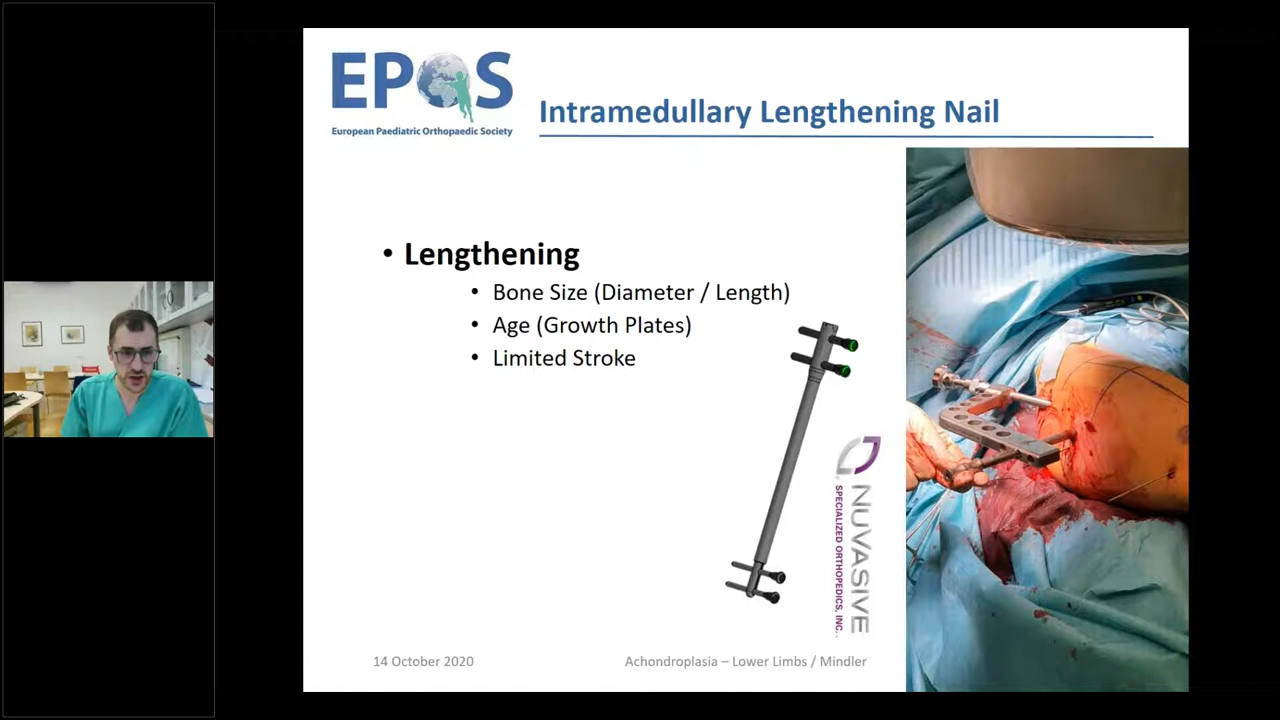 EPOS
European Paediatric Orthopaedic Society
Intramedullary Lengthening Nail
• Lengthening
• Bone Size (Diameter / Length)
• Age (Growth Plates)
• Limited Stroke
NUVASIVE
SPECIALIZED ORTHOPEDICS, INC.
14 October 2020
Achondroplasia – Lower Limbs / Mindler